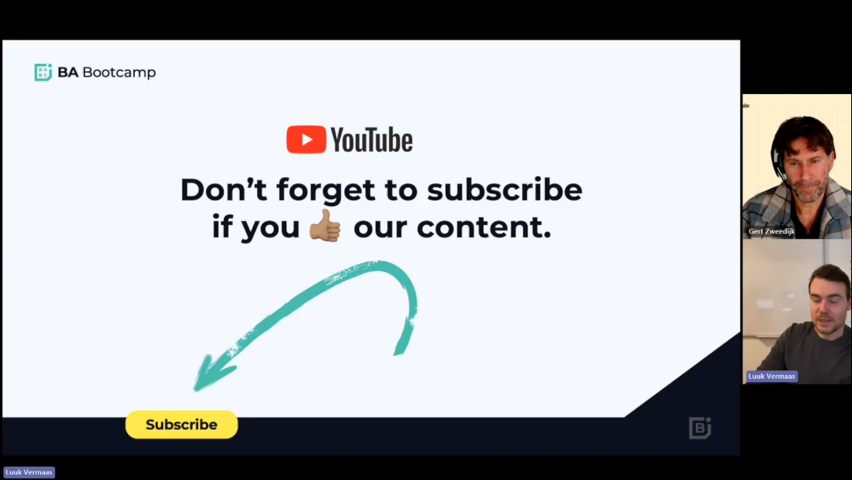 BA Bootcamp
YouTube
Don't forget to subscribe
if you 👍🏽 our content.
Subscribe
Gert Zweedijk
Luuk Vermaas
Luuk Vermaas